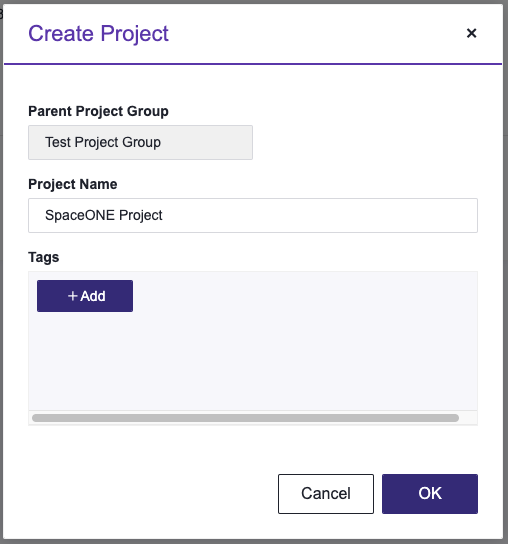 Create Project ×
Parent Project Group
Test Project Group
Project Name
SpaceONE Project
Tags
+ Add
Cancel OK